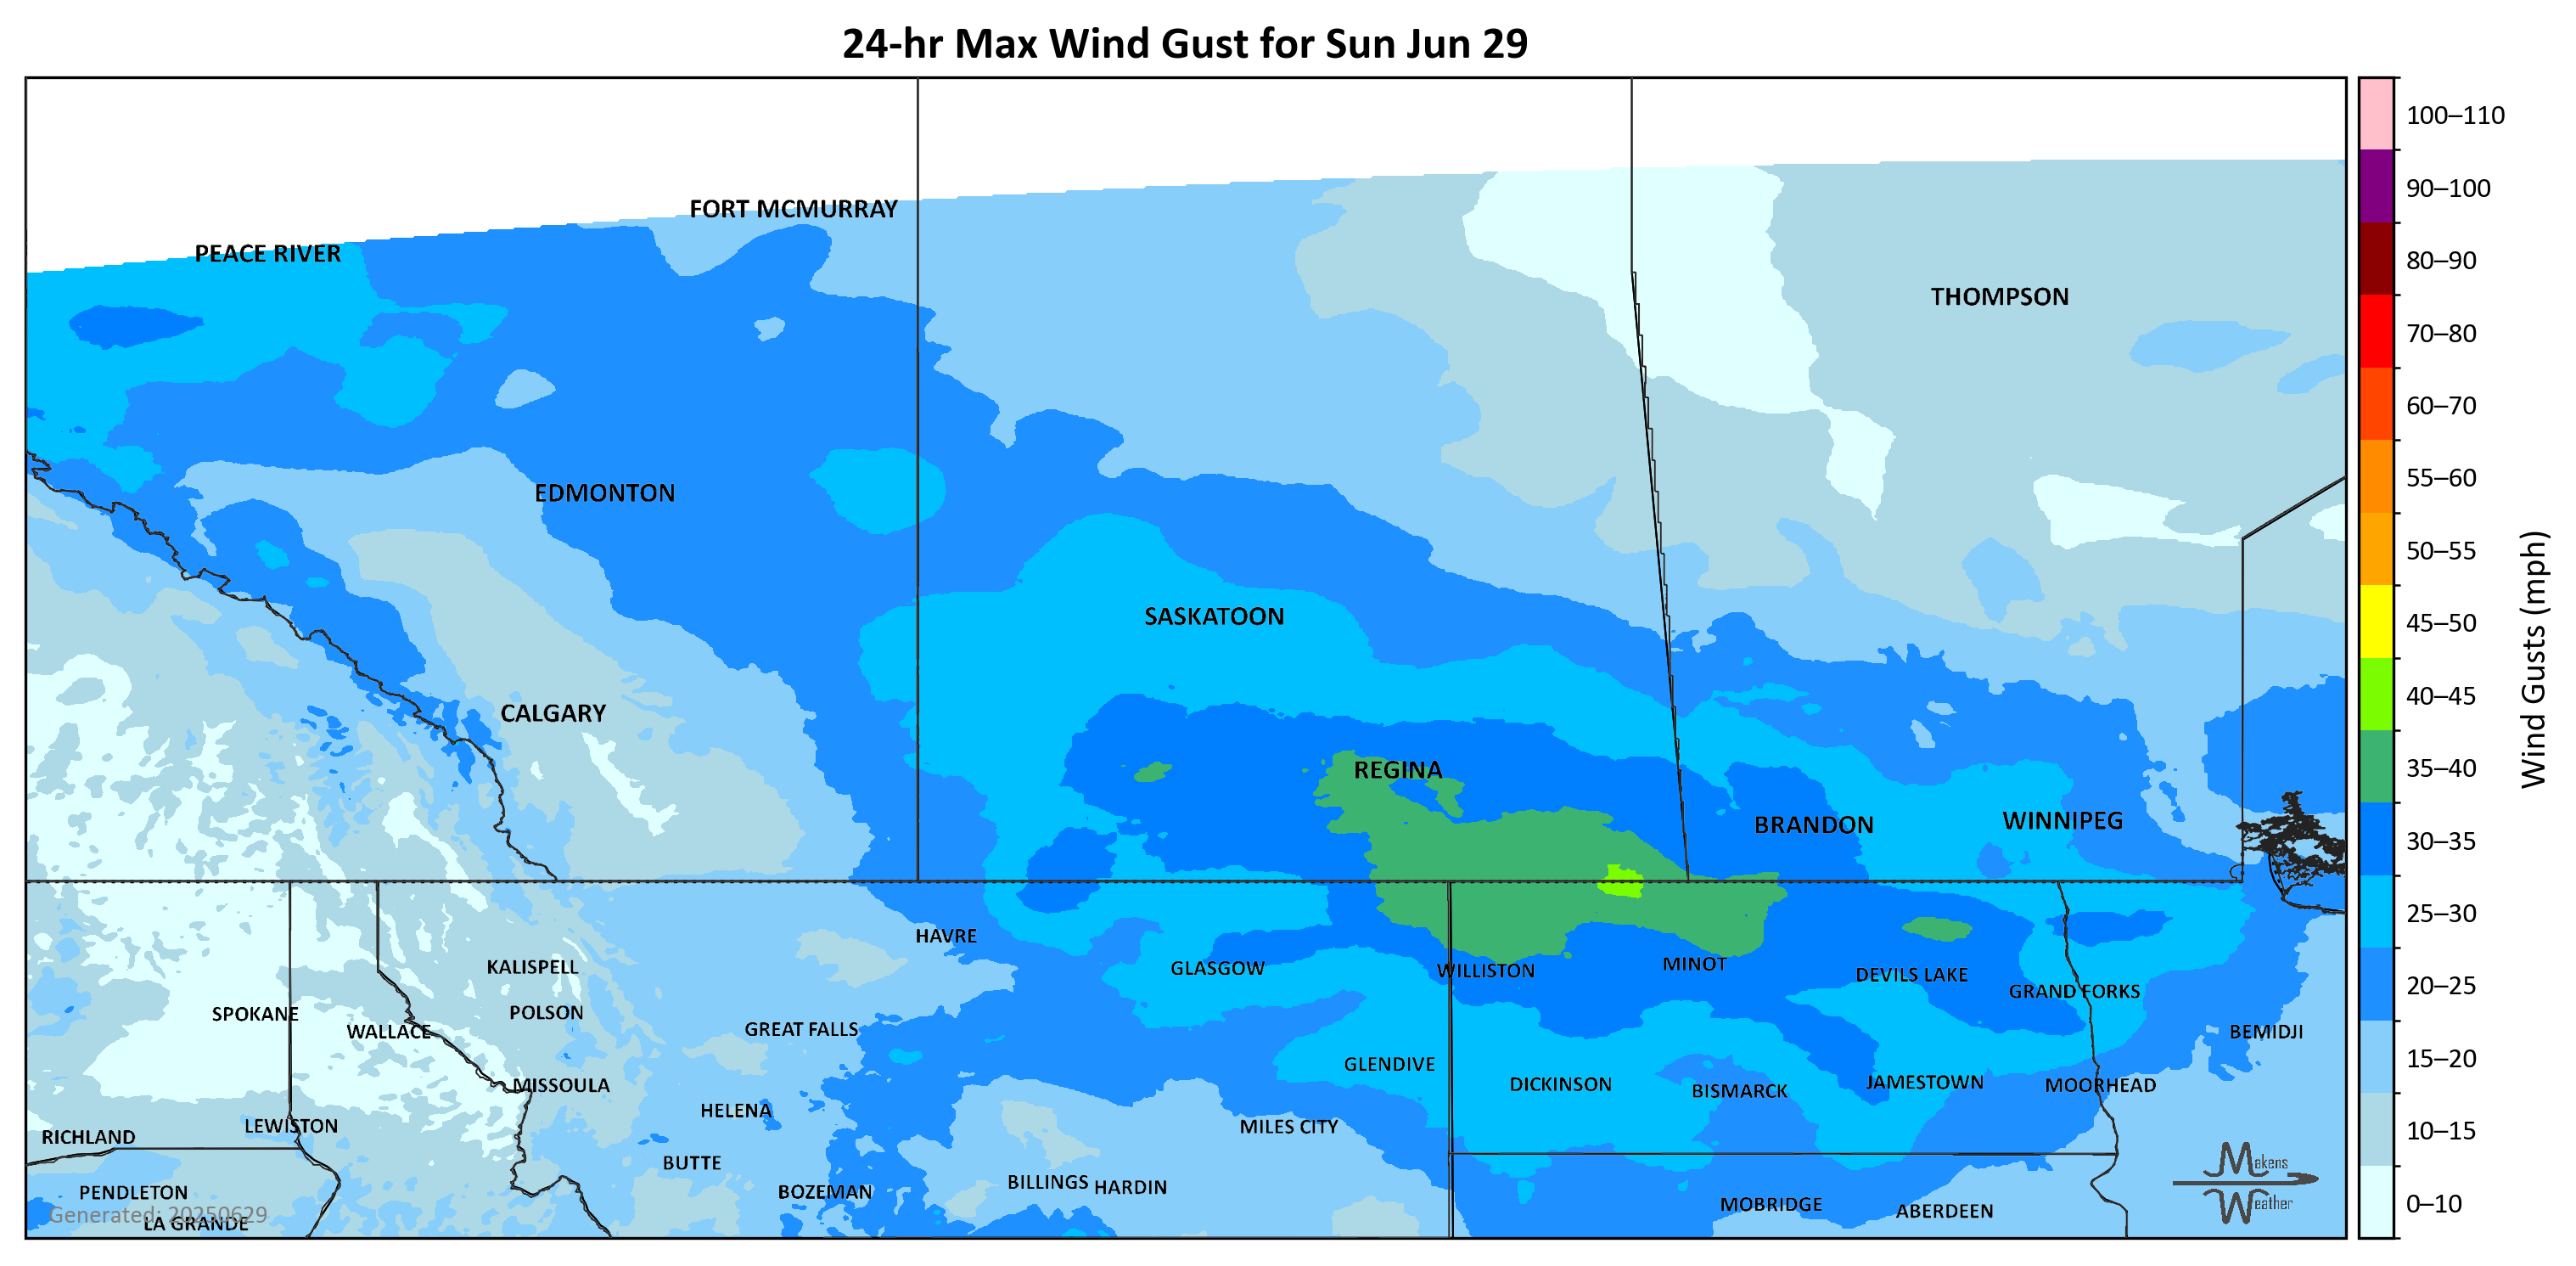 24-hr Max Wind Gust for Sun Jun 29
100–110
90–100
80–90
70–80
60–70
55–60
50–55
45–50
40–45
35–40
30–35
25–30
20–25
15–20
10–15
0–10
Wind Gusts (mph)
FORT MCMURRAY
PEACE RIVER
THOMPSON
EDMONTON
SASKATOON
CALGARY
REGINA
BRANDON
WINNIPEG
HAVRE
KALISPELL
GLASGOW
WILLISTON
MINOT
DEVILS LAKE
GRAND FORKS
SPOKANE
POLSON
WALLACE
GREAT FALLS
BEMIDJI
GLENDIVE
MISSOULA
DICKINSON
BISMARCK
JAMESTOWN
MOORHEAD
HELENA
LEWISTON
MILES CITY
RICHLAND
BUTTE
PENDLETON
BOZEMAN
BILLINGS
HARDIN
MOBRIDGE
ABERDEEN
Generated: 20250629
LA GRANDE
Makens
Weather